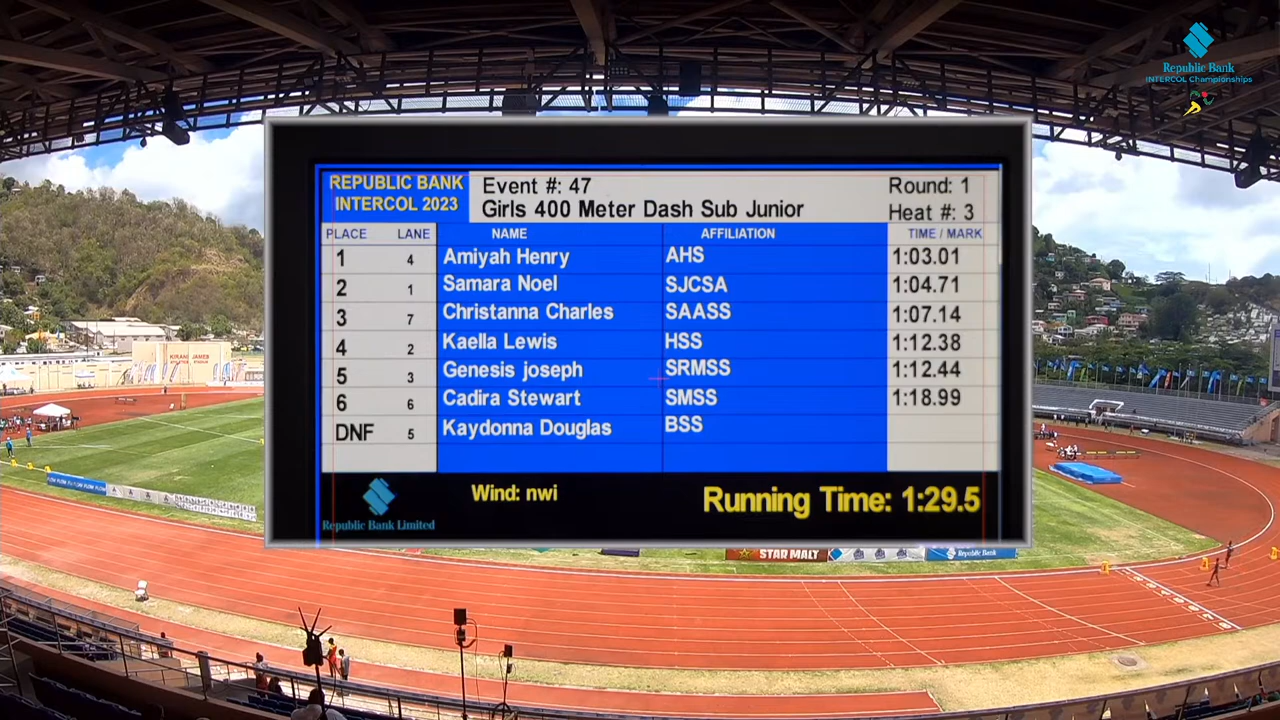 Republic Bank
INTERCOL Championships
REPUBLIC BANK
INTERCOL 2023
Event #: 47
Round: 1
Girls 400 Meter Dash Sub Junior
Heat #: 3
PLACE LANE NAME AFFILIATION TIME / MARK
1 4 Amiyah Henry AHS 1:03.01
2 1 Samara Noel SJCSA 1:04.71
3 7 Christanna Charles SAASS 1:07.14
4 2 Kaella Lewis HSS 1:12.38
5 3 Genesis joseph SRMSS 1:12.44
6 6 Cadira Stewart SMSS 1:18.99
DNF 5 Kaydonna Douglas BSS
Wind: nwi
Running Time: 1:29.5
Republic Bank Limited
KIRANI JAMES
STAR MALT
Republic Bank